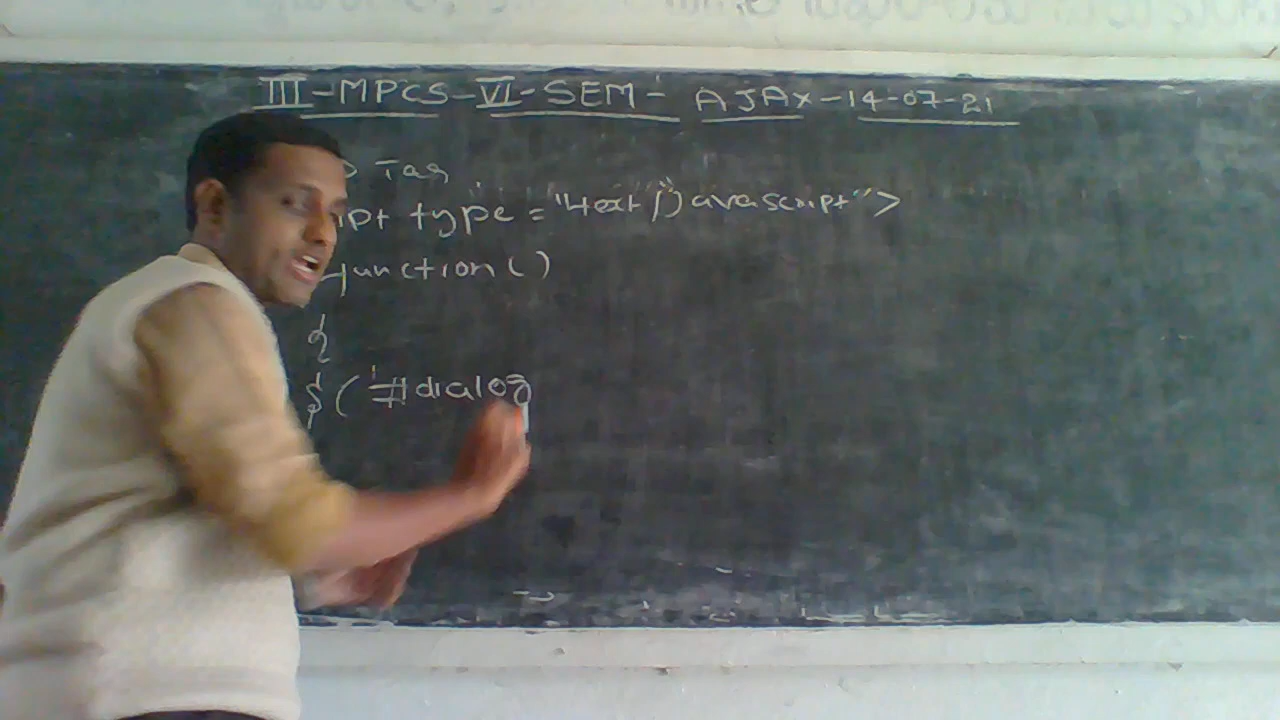 III-MPCS-VI-SEM- AJAX-14-07-21
Tag
ipt type="text/Javascript">
function()
{
$('#dialog